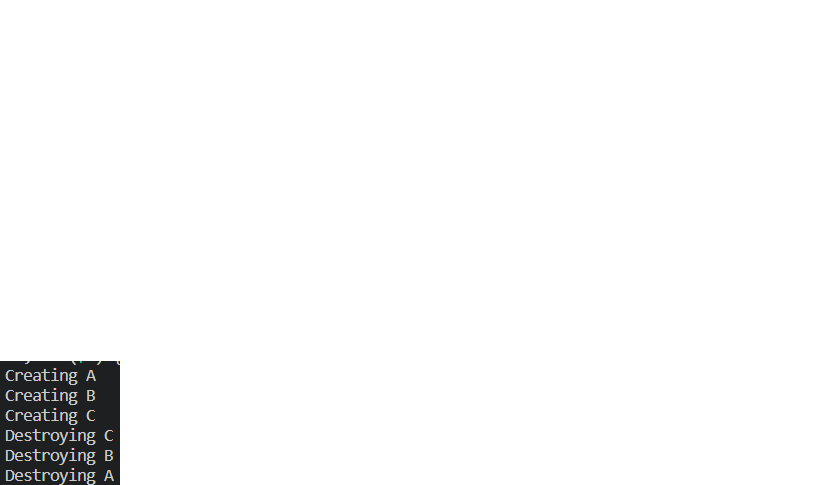 Creating A
Creating B
Creating C
Destroying C
Destroying B
Destroying A